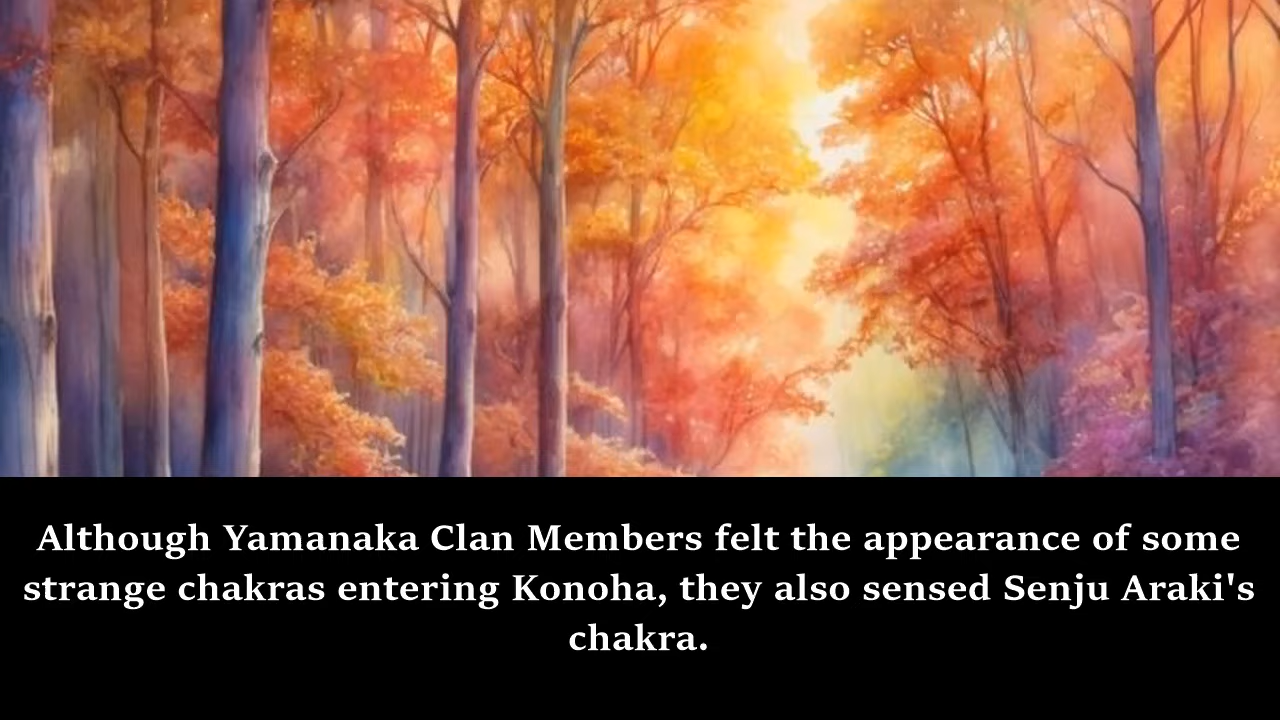 Although Yamanaka Clan Members felt the appearance of some
strange chakras entering Konoha, they also sensed Senju Araki's
chakra.